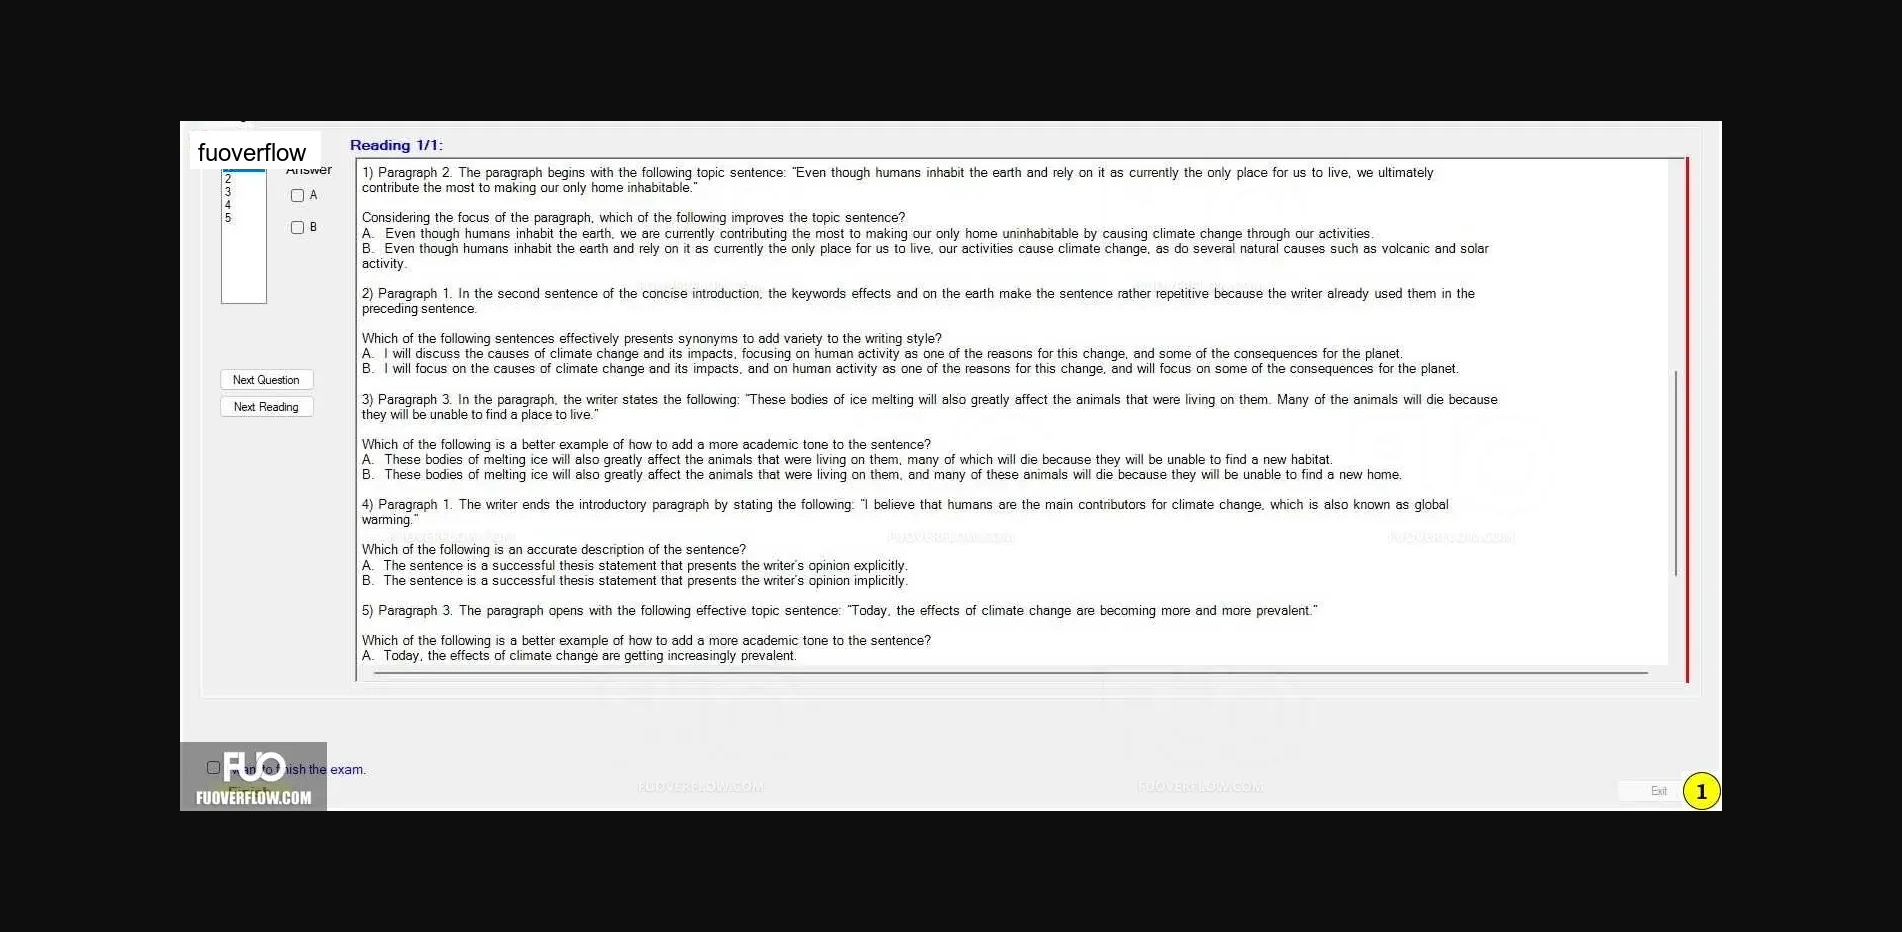 fuoverflow
Reading 1/1:
Answer
2
3
4
5
A
B
1) Paragraph 2. The paragraph begins with the following topic sentence: "Even though humans inhabit the earth and rely on it as currently the only place for us to live, we ultimately
contribute the most to making our only home inhabitable."
Considering the focus of the paragraph, which of the following improves the topic sentence?
A. Even though humans inhabit the earth, we are currently contributing the most to making our only home uninhabitable by causing climate change through our activities.
B. Even though humans inhabit the earth and rely on it as currently the only place for us to live, our activities cause climate change, as do several natural causes such as volcanic and solar
activity.
2) Paragraph 1. In the second sentence of the concise introduction, the keywords effects and on the earth make the sentence rather repetitive because the writer already used them in the
preceding sentence.
Which of the following sentences effectively presents synonyms to add variety to the writing style?
A. I will discuss the causes of climate change and its impacts, focusing on human activity as one of the reasons for this change, and some of the consequences for the planet.
B. I will focus on the causes of climate change and its impacts, and on human activity as one of the reasons for this change, and will focus on some of the consequences for the planet.
Next Question
Next Reading
3) Paragraph 3. In the paragraph, the writer states the following: "These bodies of ice melting will also greatly affect the animals that were living on them. Many of the animals will die because
they will be unable to find a place to live."
Which of the following is a better example of how to add a more academic tone to the sentence?
A. These bodies of melting ice will also greatly affect the animals that were living on them, many of which will die because they will be unable to find a new habitat.
B. These bodies of melting ice will also greatly affect the animals that were living on them, and many of these animals will die because they will be unable to find a new home.
4) Paragraph 1. The writer ends the introductory paragraph by stating the following: "I believe that humans are the main contributors for climate change, which is also known as global
warming."
FUOVERFLOW.COM FUOVERFLOW.COM FUOVERFLOW.COM
Which of the following is an accurate description of the sentence?
A. The sentence is a successful thesis statement that presents the writer's opinion explicitly.
B. The sentence is a successful thesis statement that presents the writer's opinion implicitly.
5) Paragraph 3. The paragraph opens with the following effective topic sentence: "Today, the effects of climate change are becoming more and more prevalent."
Which of the following is a better example of how to add a more academic tone to the sentence?
A. Today, the effects of climate change are getting increasingly prevalent.
FUO
the exam.
FUOVERFLOW.COM
FUOVERFLOW.COM FUOVERFLOW.COM
Exit
1